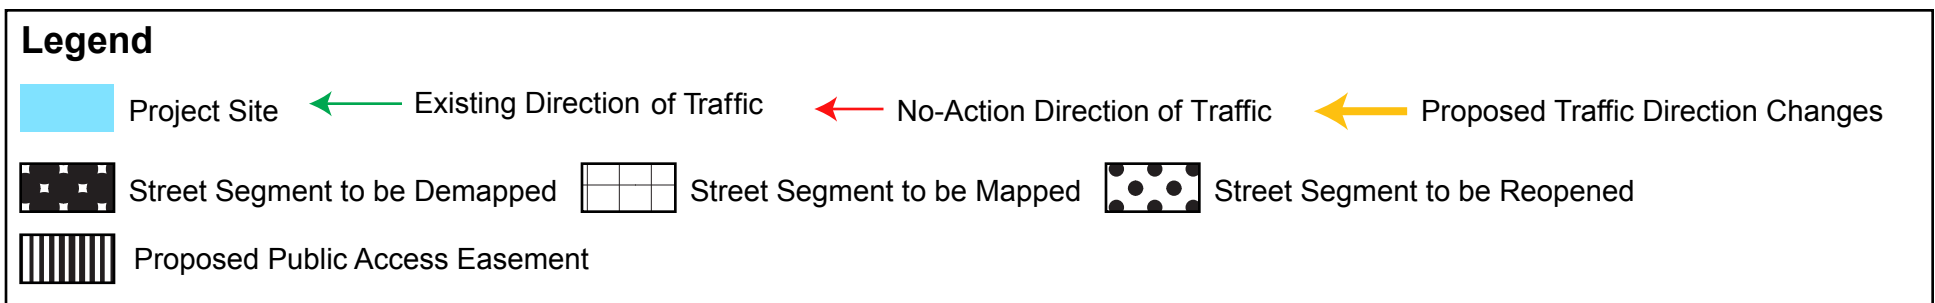 Legend
Project Site Existing Direction of Traffic No-Action Direction of Traffic Proposed Traffic Direction Changes
Street Segment to be Demapped Street Segment to be Mapped Street Segment to be Reopened
Proposed Public Access Easement